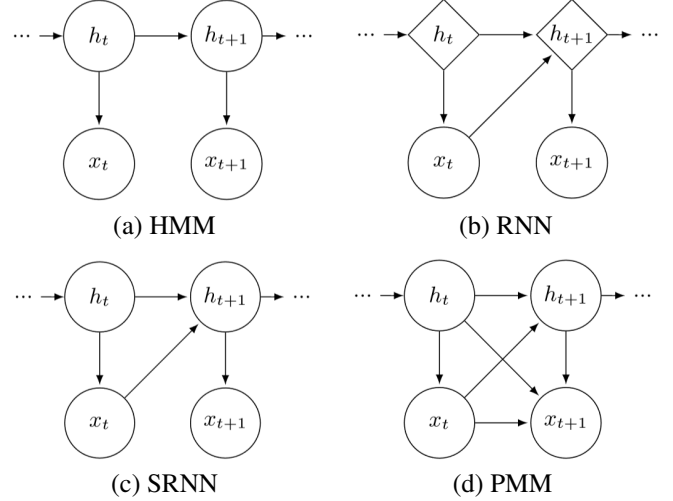 ... h_t h_{t+1} ...
x_t x_{t+1}
(a) HMM
... h_t h_{t+1} ...
x_t x_{t+1}
(b) RNN
... h_t h_{t+1} ...
x_t x_{t+1}
(c) SRNN
... h_t h_{t+1} ...
x_t x_{t+1}
(d) PMM